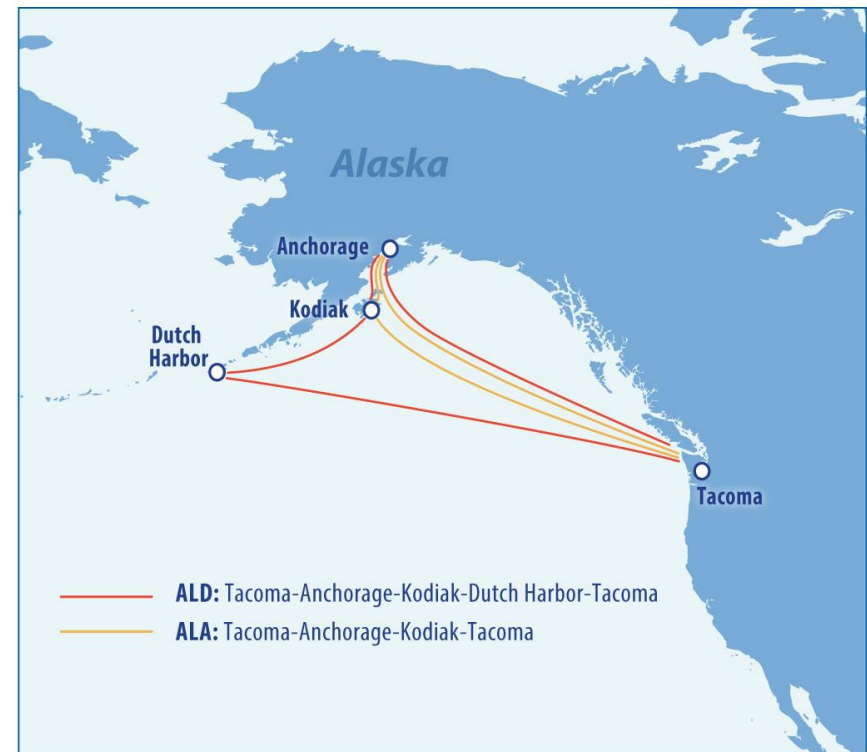 Alaska
Anchorage
Kodiak
Dutch
Harbor
Tacoma
ALD: Tacoma-Anchorage-Kodiak-Dutch Harbor-Tacoma
ALA: Tacoma-Anchorage-Kodiak-Tacoma